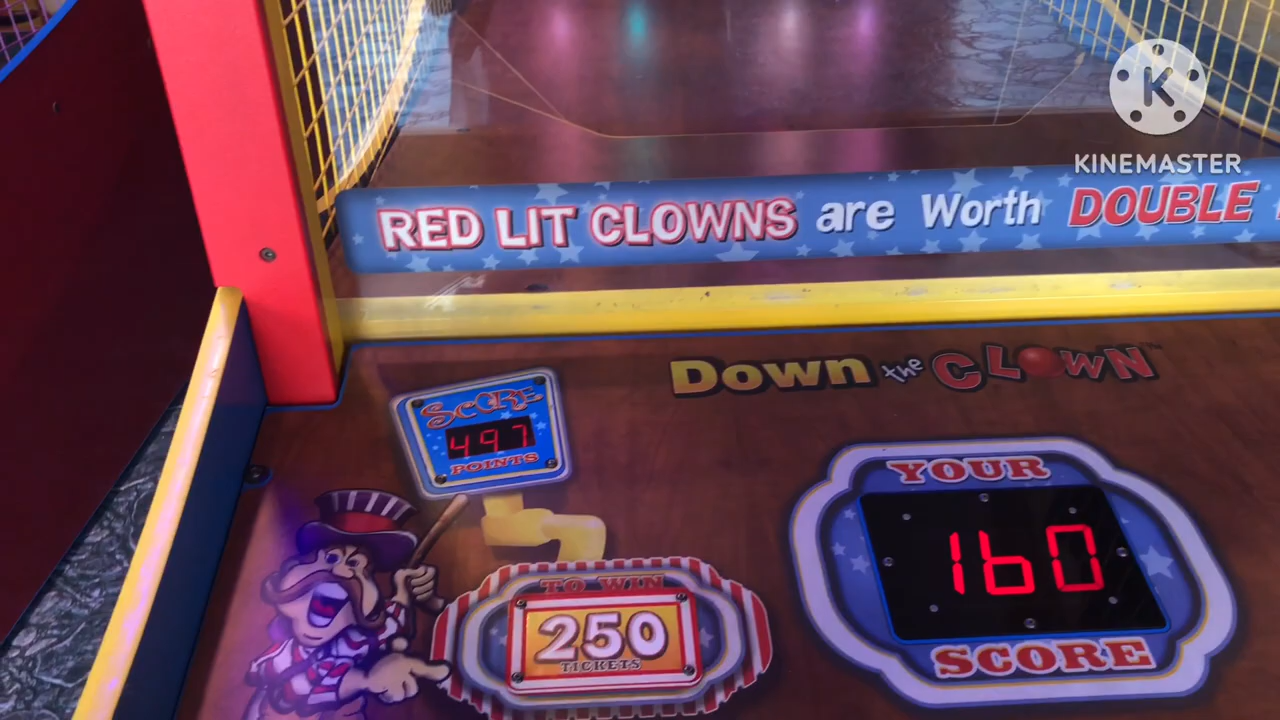 K
KINEMASTER
RED LIT CLOWNS are Worth DOUBLE
Down the CLOWN™
SCORE
497
POINTS
YOUR
160
SCORE
TO WIN
250
TICKETS